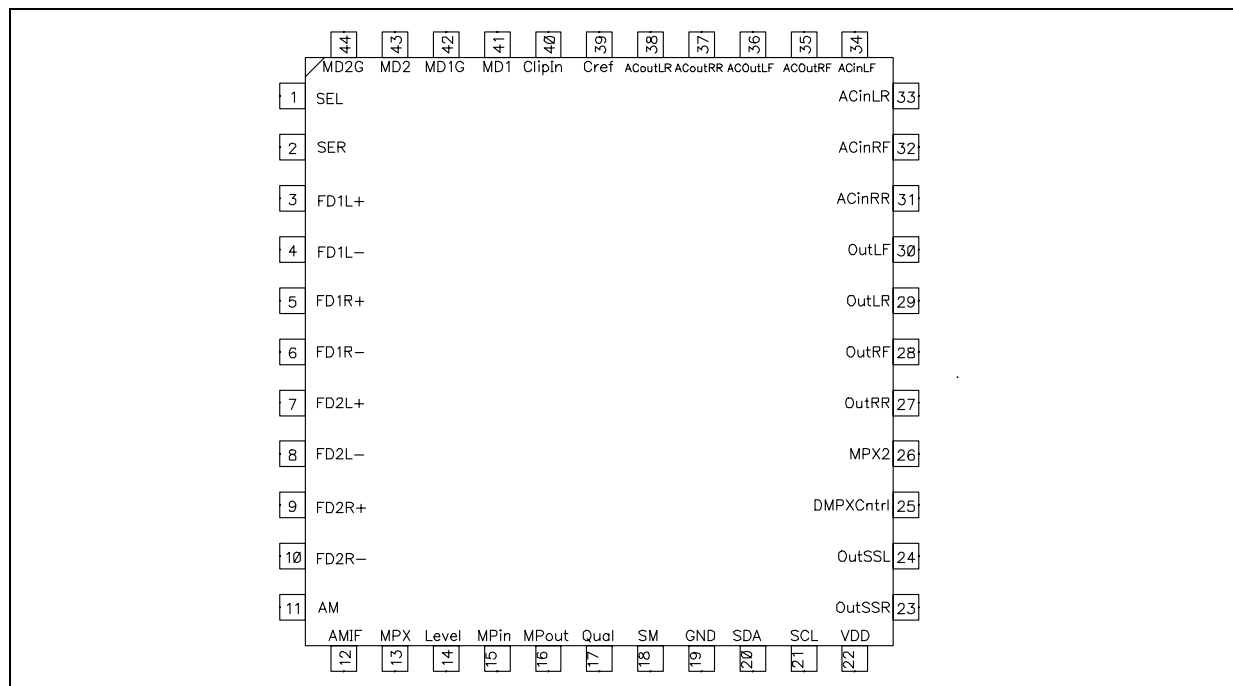 44 43 42 41 40 39 38 37 36 35 34
MD2G MD2 MD1G MD1 ClipIn Cref ACoutLR ACoutRR ACOutLF ACOutRF ACinLF
1 SEL ACinLR 33
2 SER ACinRF 32
3 FD1L+ ACinRR 31
4 FD1L− OutLF 30
5 FD1R+ OutLR 29
6 FD1R− OutRF 28
7 FD2L+ OutRR 27
8 FD2L− MPX2 26
9 FD2R+ DMPXCntrl 25
10 FD2R− OutSSL 24
11 AM OutSSR 23
AMIF MPX Level MPin MPout Qual SM GND SDA SCL VDD
12 13 14 15 16 17 18 19 20 21 22